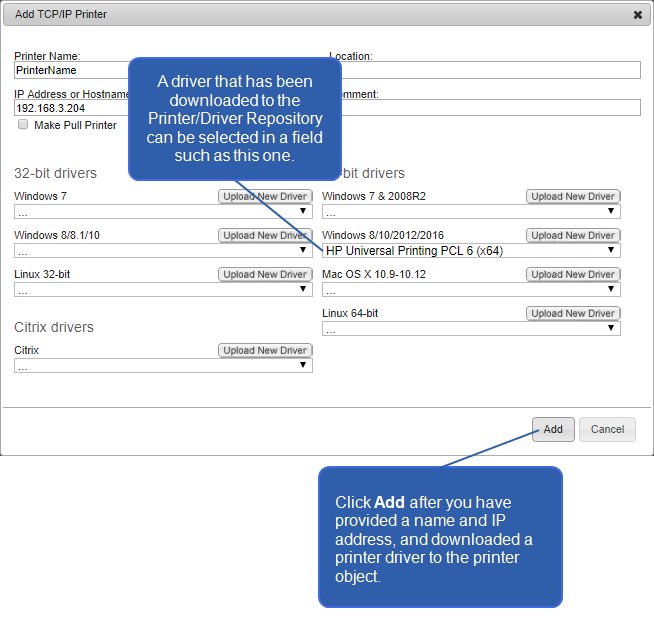 Add TCP/IP Printer
Printer Name:
Location:
PrinterName
IP Address or Hostname
omment:
192.168.3.204
Make Pull Printer
A driver that has been
downloaded to the
Printer/Driver Repository
can be selected in a field
such as this one.
32-bit drivers
-bit drivers
Windows 7
Upload New Driver
Windows 7 & 2008R2
Upload New Driver
...
...
Windows 8/8.1/10
Upload New Driver
Windows 8/10/2012/2016
Upload New Driver
...
HP Universal Printing PCL 6 (x64)
Linux 32-bit
Upload New Driver
Mac OS X 10.9-10.12
Upload New Driver
...
...
Linux 64-bit
Upload New Driver
...
Citrix drivers
Citrix
Upload New Driver
...
Add
Cancel
Click Add after you have
provided a name and IP
address, and downloaded a
printer driver to the printer
object.